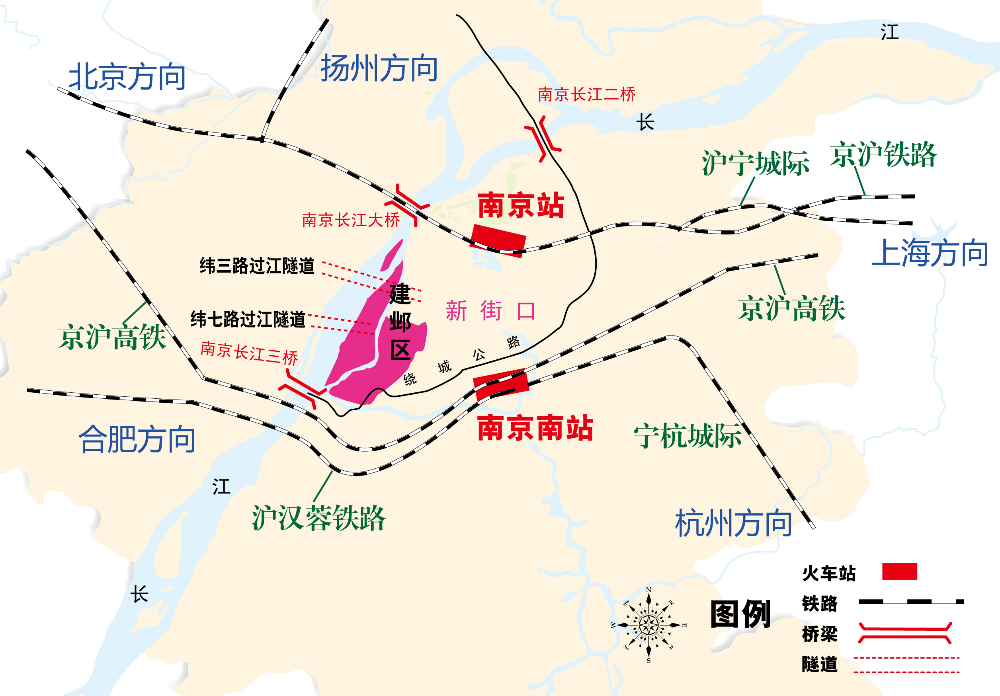 江
北京方向
扬州方向
南京长江二桥
长
沪宁城际
京沪铁路
南京站
南京长江大桥
上海方向
纬三路过江隧道
建邺区
新街口
纬七路过江隧道
京沪高铁
京沪高铁
南京长江三桥
绕城公路
南京南站
合肥方向
宁杭城际
江
沪汉蓉铁路
杭州方向
长
图例
火车站
铁路
桥梁
隧道
N
nw
ne
W
E
sw
se
S